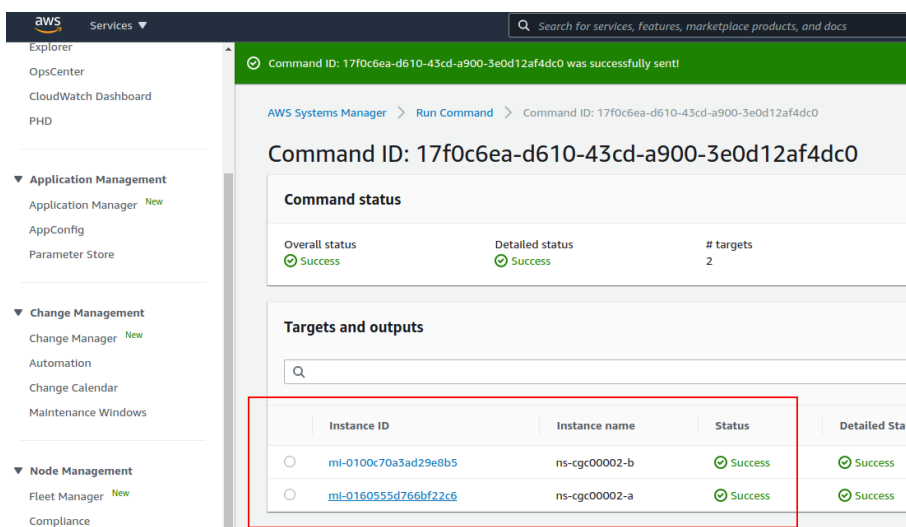 aws
Services ▼
Search for services, features, marketplace products, and docs
Explorer
OpsCenter
CloudWatch Dashboard
PHD
▼ Application Management
Application Manager New
AppConfig
Parameter Store
▼ Change Management
Change Manager New
Automation
Change Calendar
Maintenance Windows
▼ Node Management
Fleet Manager New
Compliance
Command ID: 17f0c6ea-d610-43cd-a900-3e0d12af4dc0 was successfully sent!
AWS Systems Manager > Run Command > Command ID: 17f0c6ea-d610-43cd-a900-3e0d12af4dc0
Command ID: 17f0c6ea-d610-43cd-a900-3e0d12af4dc0
Command status
Overall status Detailed status # targets
Success Success 2
Targets and outputs
Instance ID Instance name Status Detailed Sta
mi-0100c70a3ad29e8b5 ns-cgc00002-b Success Success
mi-0160555d766bf22c6 ns-cgc00002-a Success Success